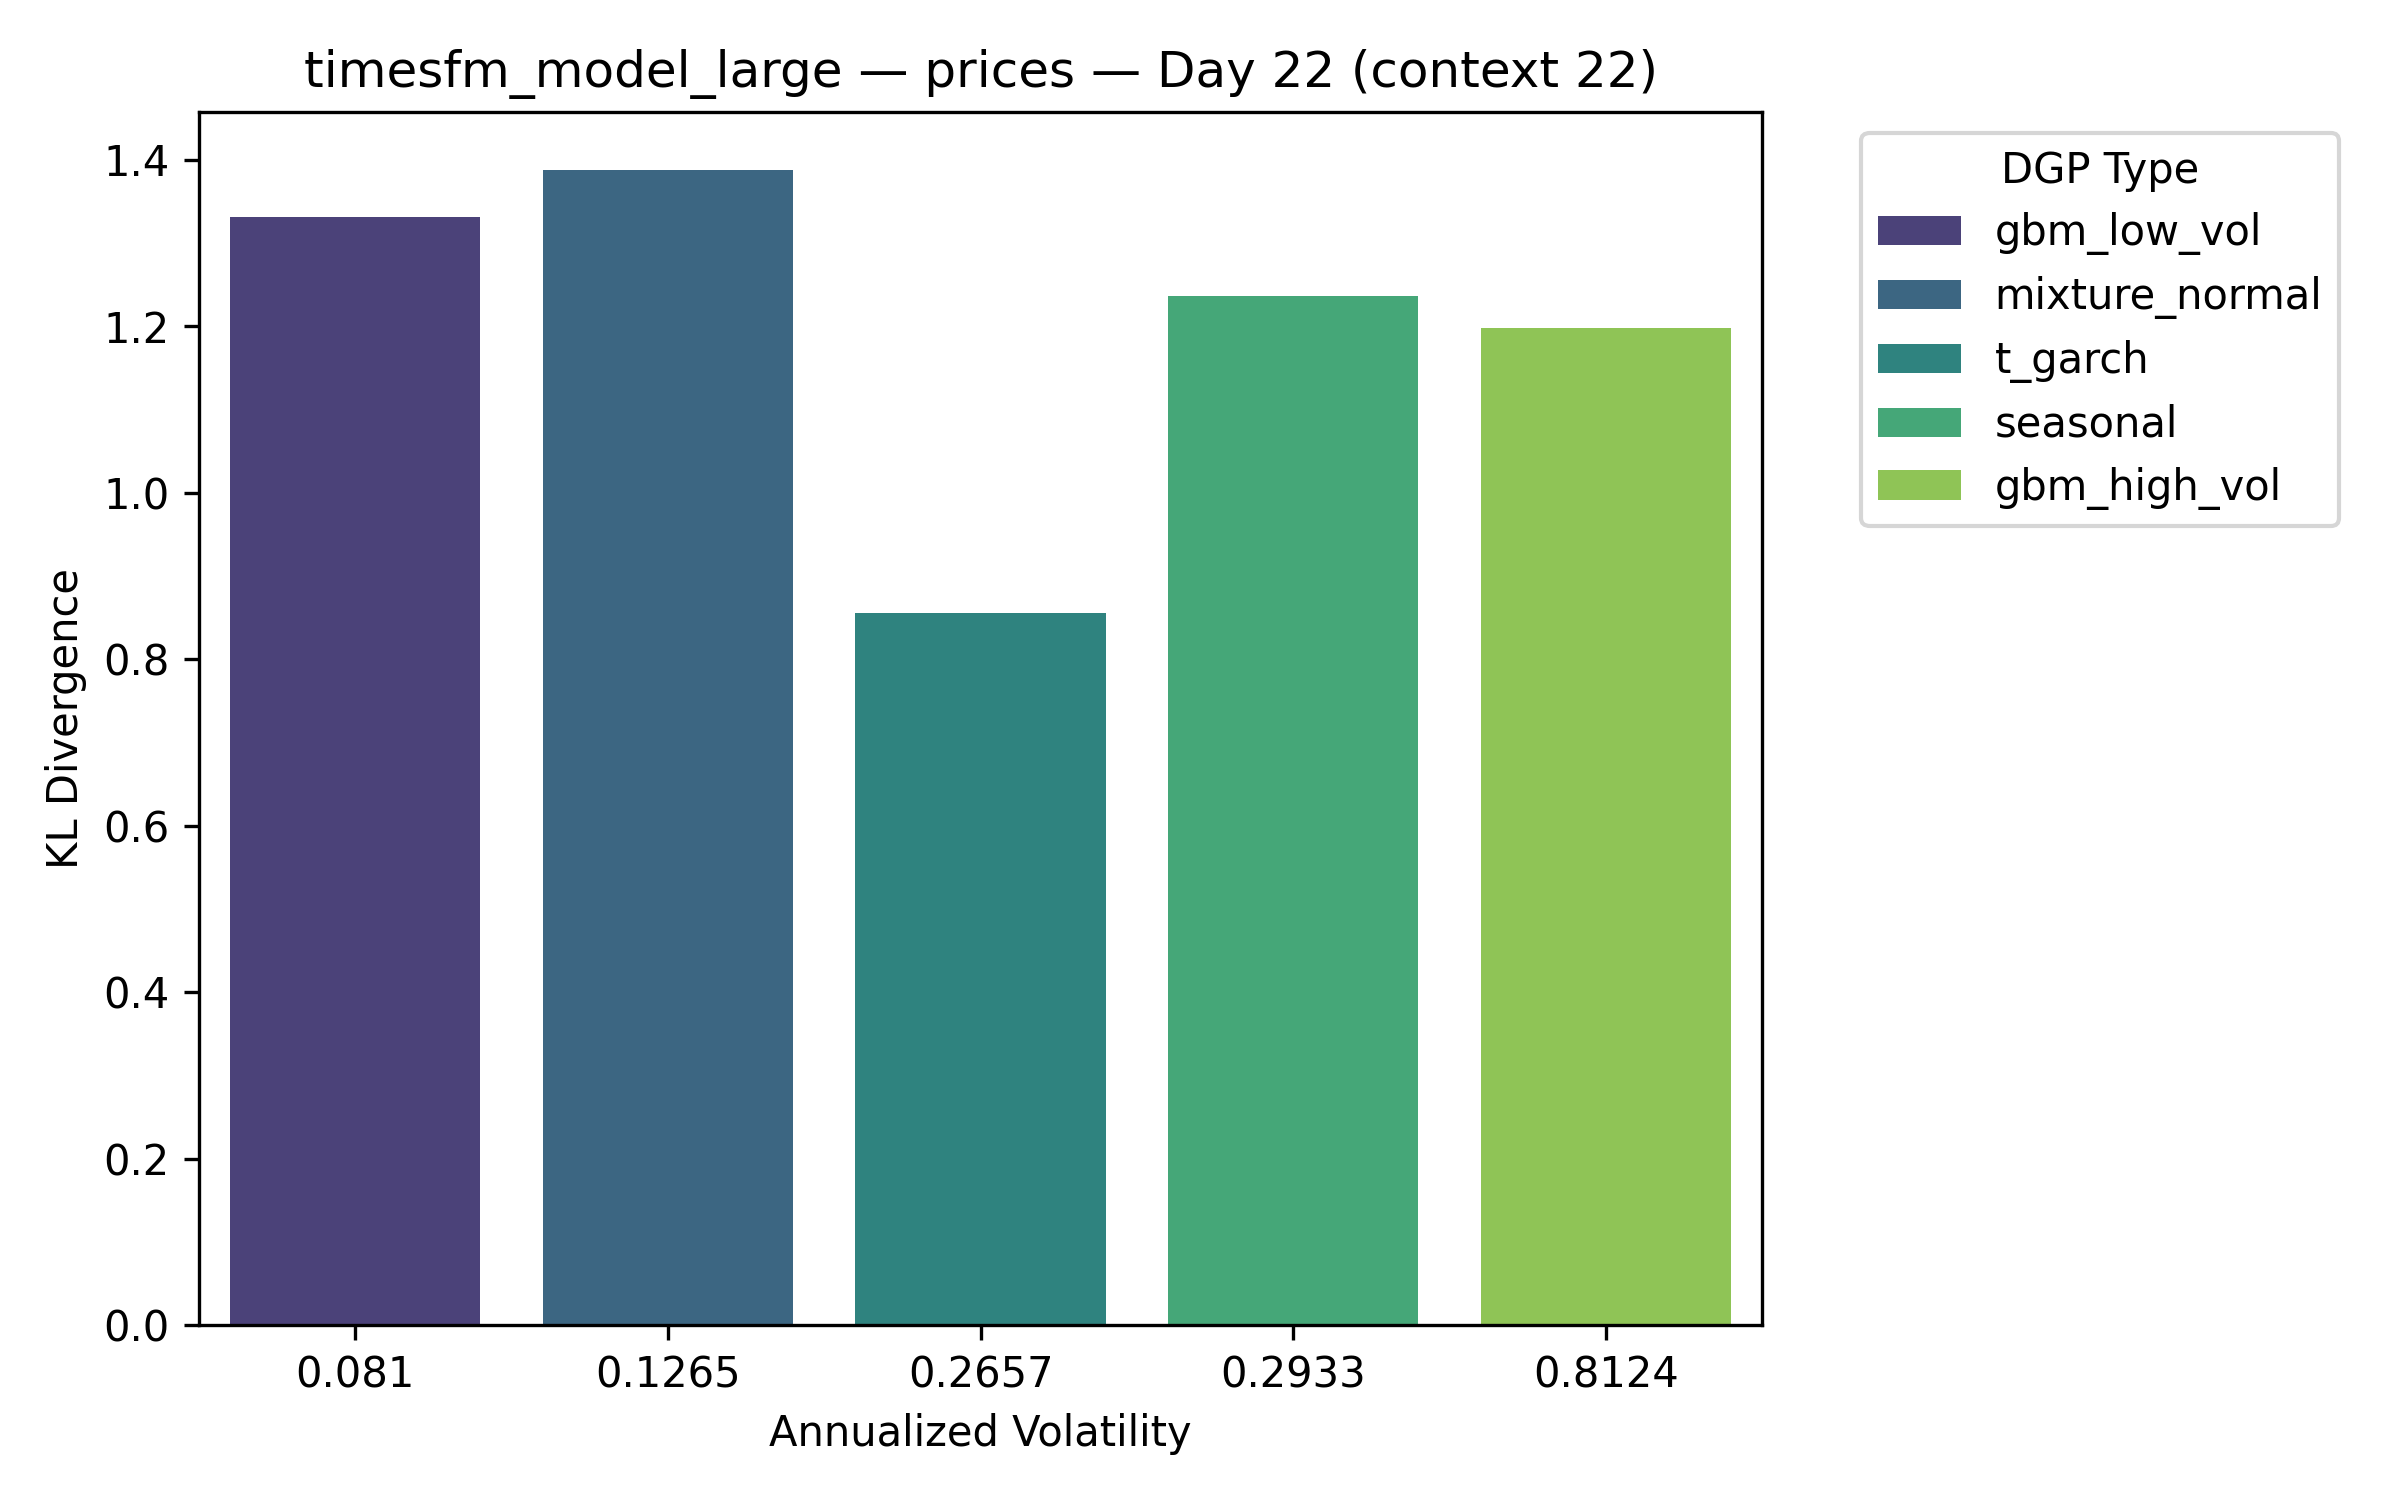 timesfm_model_large — prices — Day 22 (context 22)
KL Divergence
1.4
1.2
1.0
0.8
0.6
0.4
0.2
0.0
0.081 0.1265 0.2657 0.2933 0.8124
Annualized Volatility
DGP Type
gbm_low_vol
mixture_normal
t_garch
seasonal
gbm_high_vol